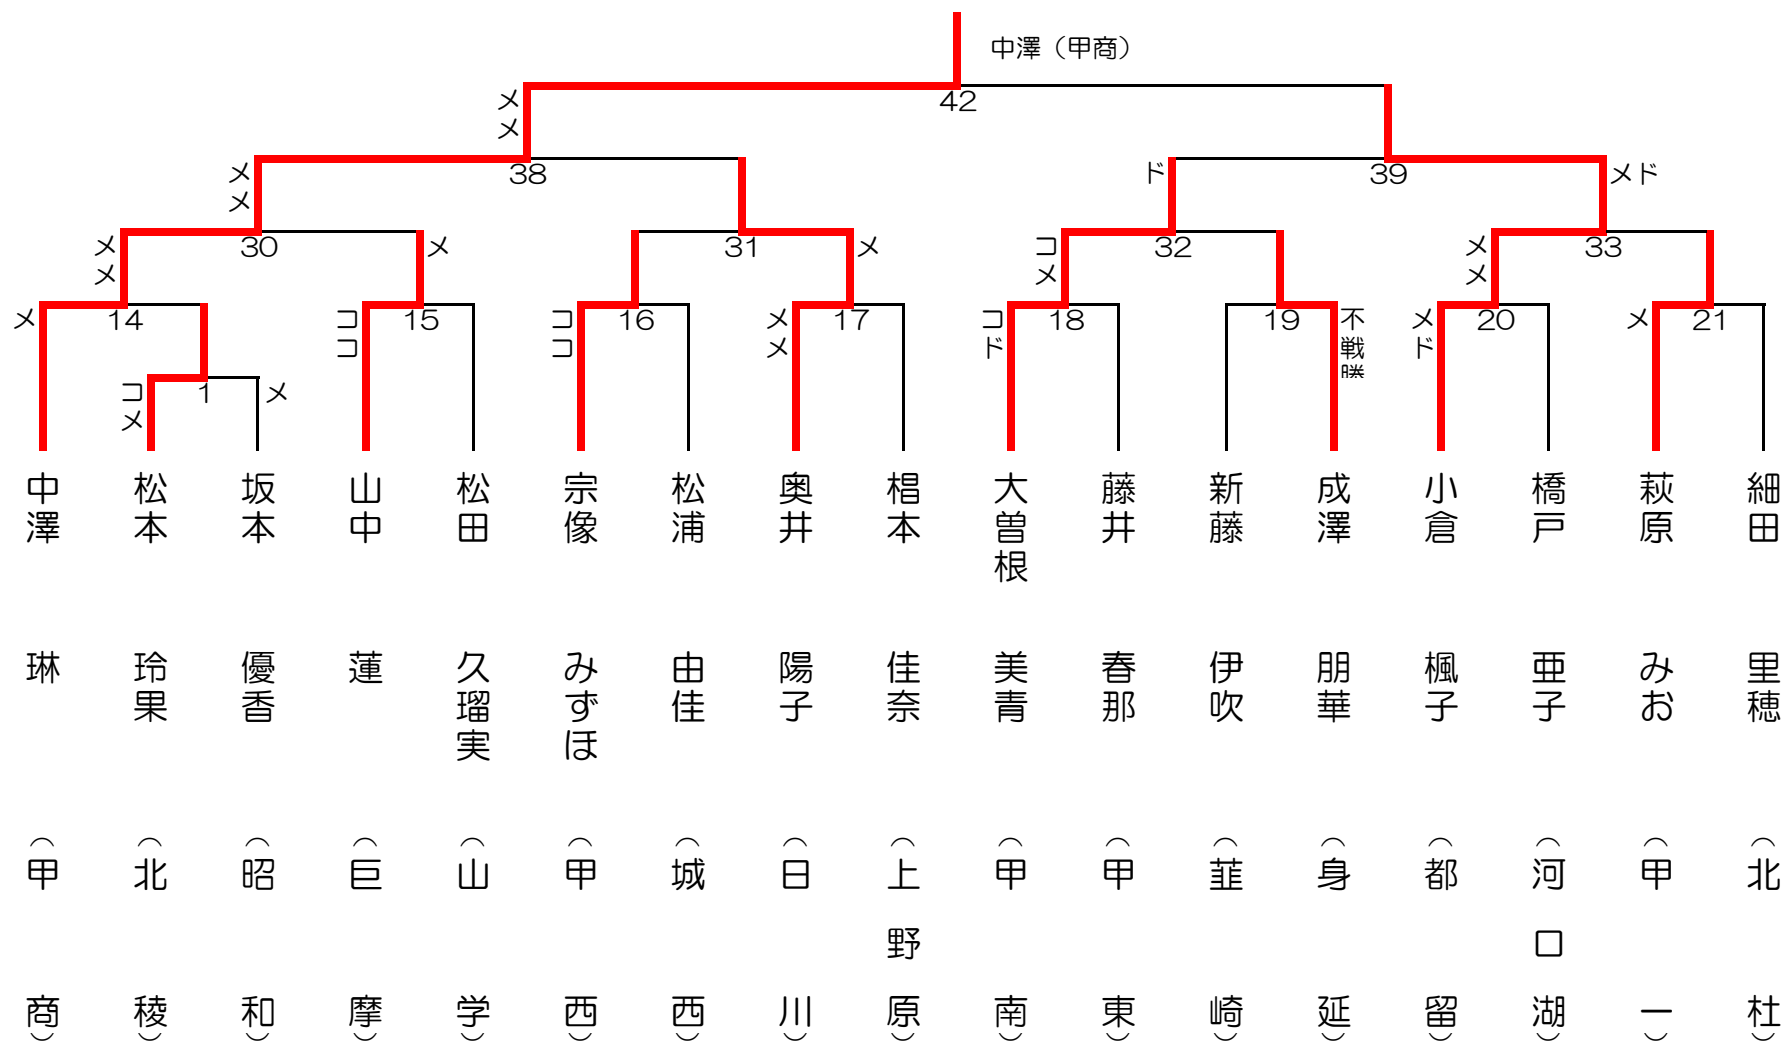 中澤（甲商）
42
メメ
38
39
メメ
ド
メド
30
31
32
33
メメ
メ
メ
コメ
メメ
14
15
16
17
18
19
20
21
メ
ココ
ココ
メメ
コド
不戦勝
メド
メ
1
コメ
メ
中澤 琳 （甲商）
松本 玲果 （北稜）
坂本 優香 （昭和）
山中 蓮 （巨摩）
松田 久瑠実 （山学）
宗像 みずほ （甲西）
松浦 由佳 （城西）
奥井 陽子 （日川）
椙本 佳奈 （上野原）
大曽根 美青 （甲南）
藤井 春那 （甲東）
新藤 伊吹 （韮崎）
成澤 朋華 （身延）
小倉 楓子 （都留）
橋戸 亜子 （河口湖）
萩原 みお （甲一）
細田 里穂 （北杜）